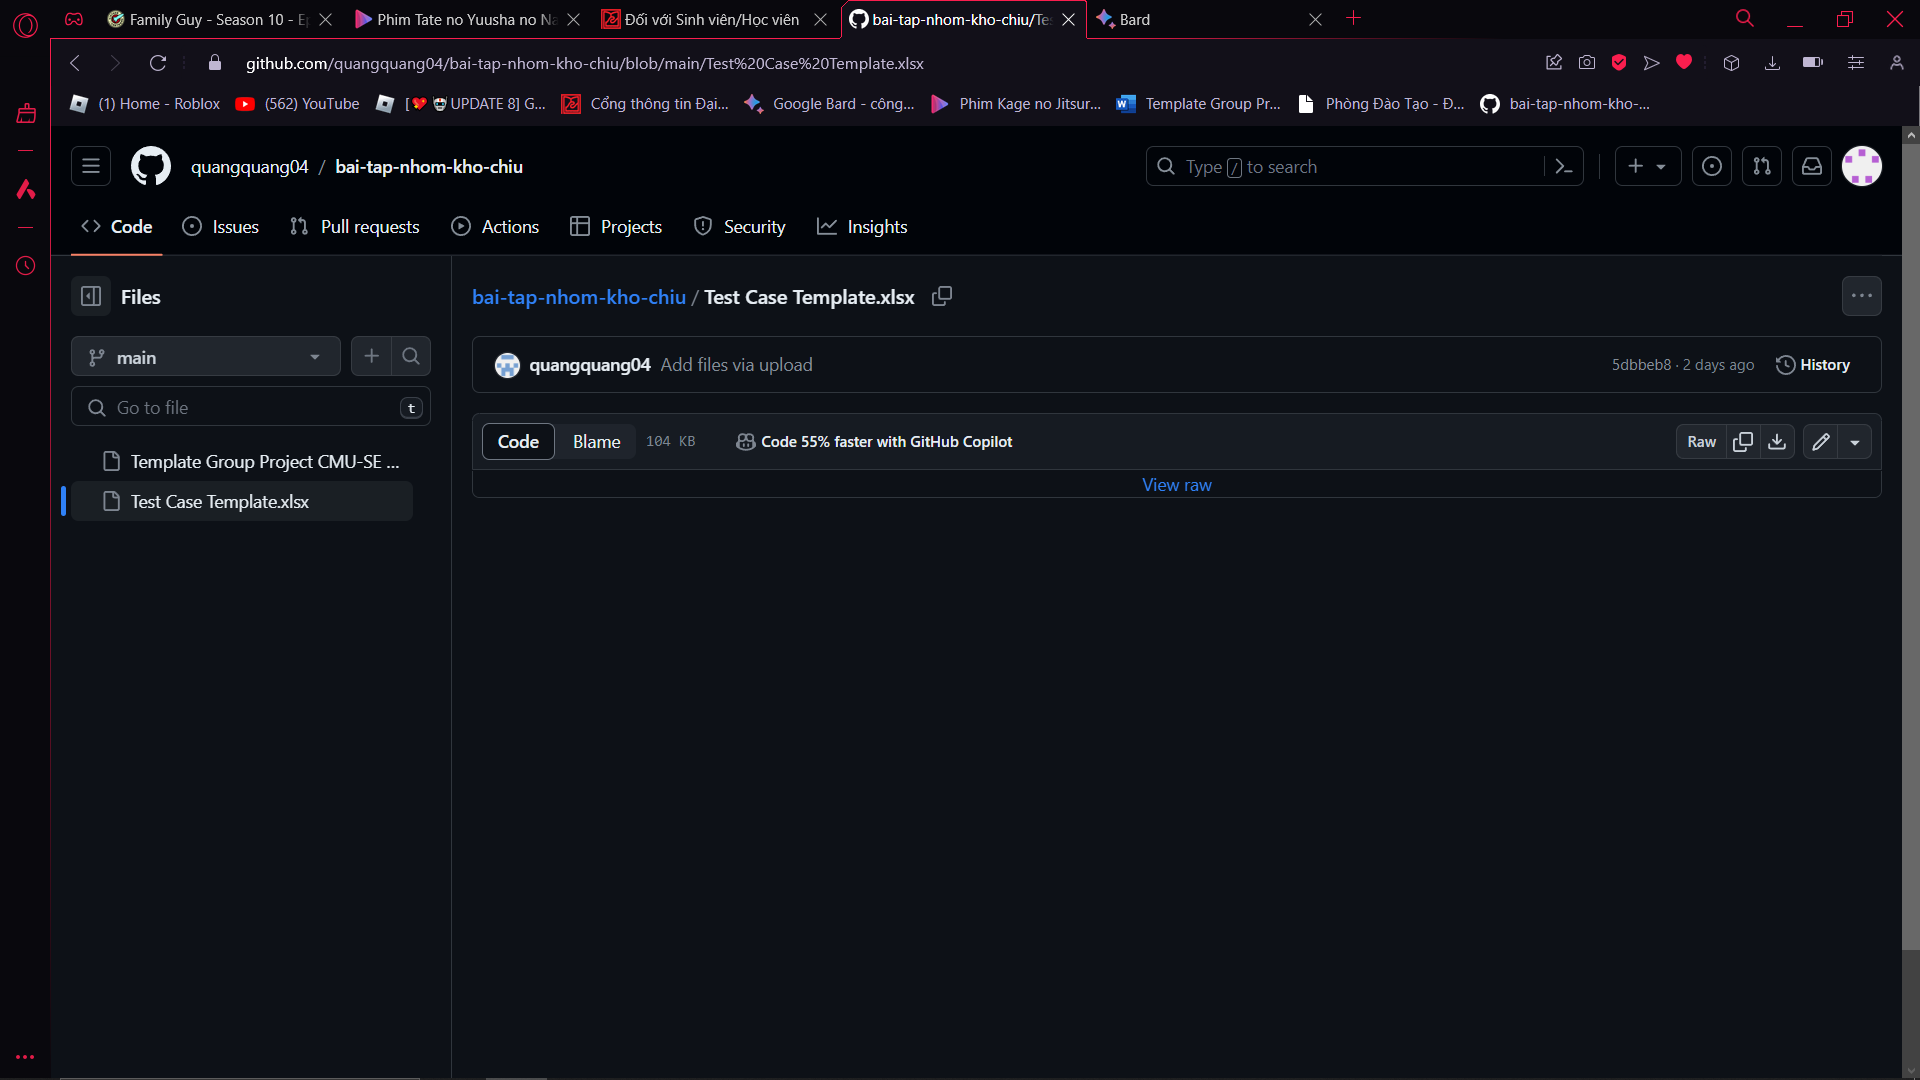 Family Guy - Season 10 - Ep
Phim Tate no Yuusha no Na
Đối với Sinh viên/Học viên
bai-tap-nhom-kho-chiu/Tes
Bard
github.com/quangquang04/bai-tap-nhom-kho-chiu/blob/main/Test%20Case%20Template.xlsx
(1) Home - Roblox
(562) YouTube
[💖👹UPDATE 8] G...
Cổng thông tin Đại...
Google Bard - công...
Phim Kage no Jitsur...
Template Group Pr...
Phòng Đào Tạo - Đ...
bai-tap-nhom-kho-...
quangquang04 / bai-tap-nhom-kho-chiu
Type / to search
Code
Issues
Pull requests
Actions
Projects
Security
Insights
Files
main
Go to file
t
Template Group Project CMU-SE ...
Test Case Template.xlsx
bai-tap-nhom-kho-chiu / Test Case Template.xlsx
quangquang04 Add files via upload
5dbbeb8 · 2 days ago
History
Code
Blame
104 KB
Code 55% faster with GitHub Copilot
Raw
View raw